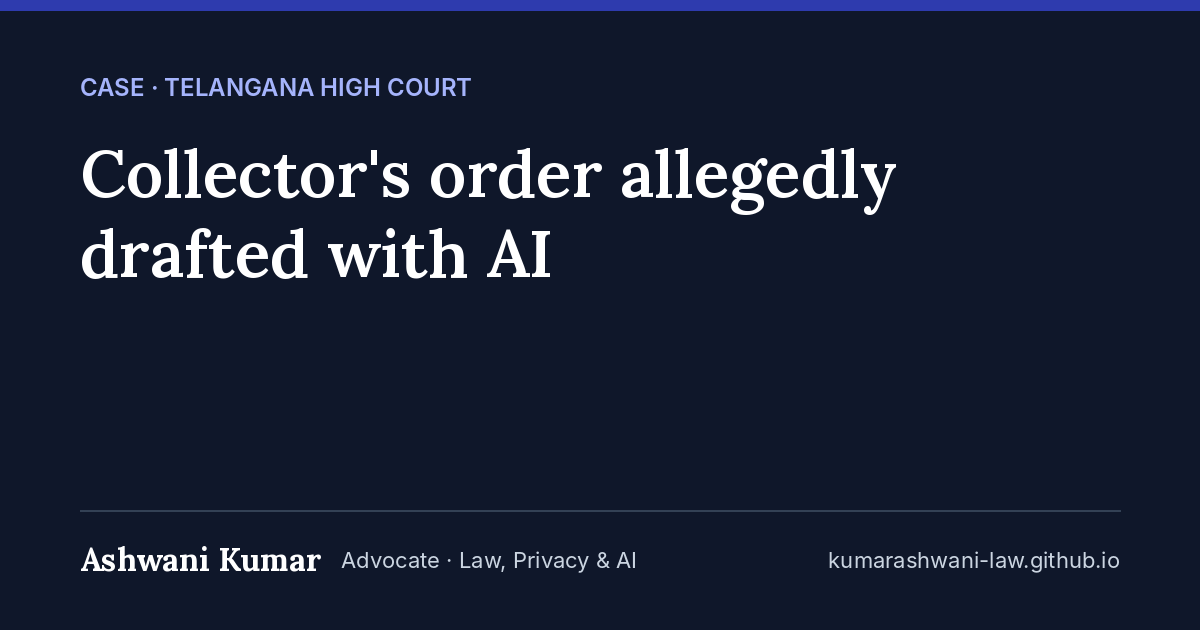 CASE · TELANGANA HIGH COURT
Collector's order allegedly
drafted with AI
Ashwani Kumar Advocate · Law, Privacy & AI kumarashwani-law.github.io